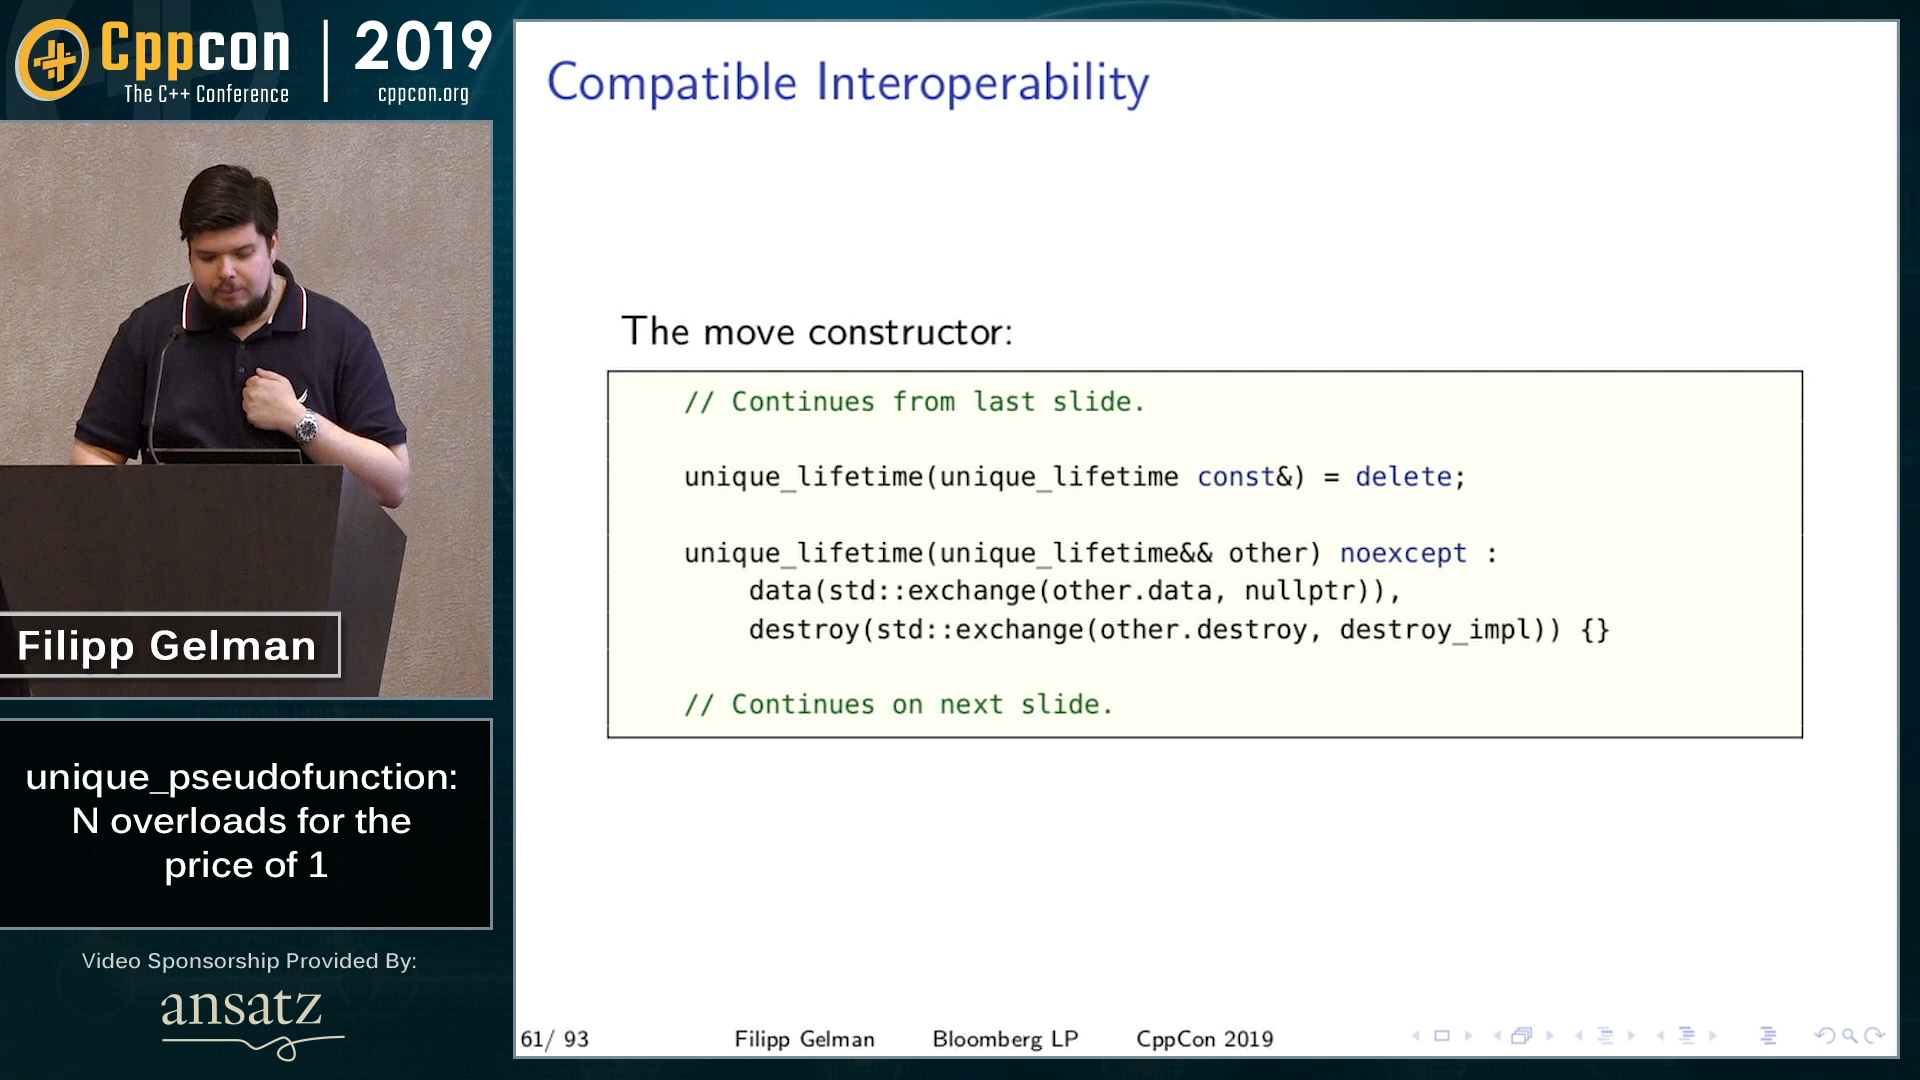 Cppcon
The C++ Conference
2019
cppcon.org
Filipp Gelman
unique_pseudofunction:
N overloads for the
price of 1
Video Sponsorship Provided By:
ansatz
Compatible Interoperability
The move constructor:
// Continues from last slide.
unique_lifetime(unique_lifetime const&) = delete;
unique_lifetime(unique_lifetime&& other) noexcept :
data(std::exchange(other.data, nullptr)),
destroy(std::exchange(other.destroy, destroy_impl)) {}
// Continues on next slide.
61/ 93 Filipp Gelman Bloomberg LP CppCon 2019